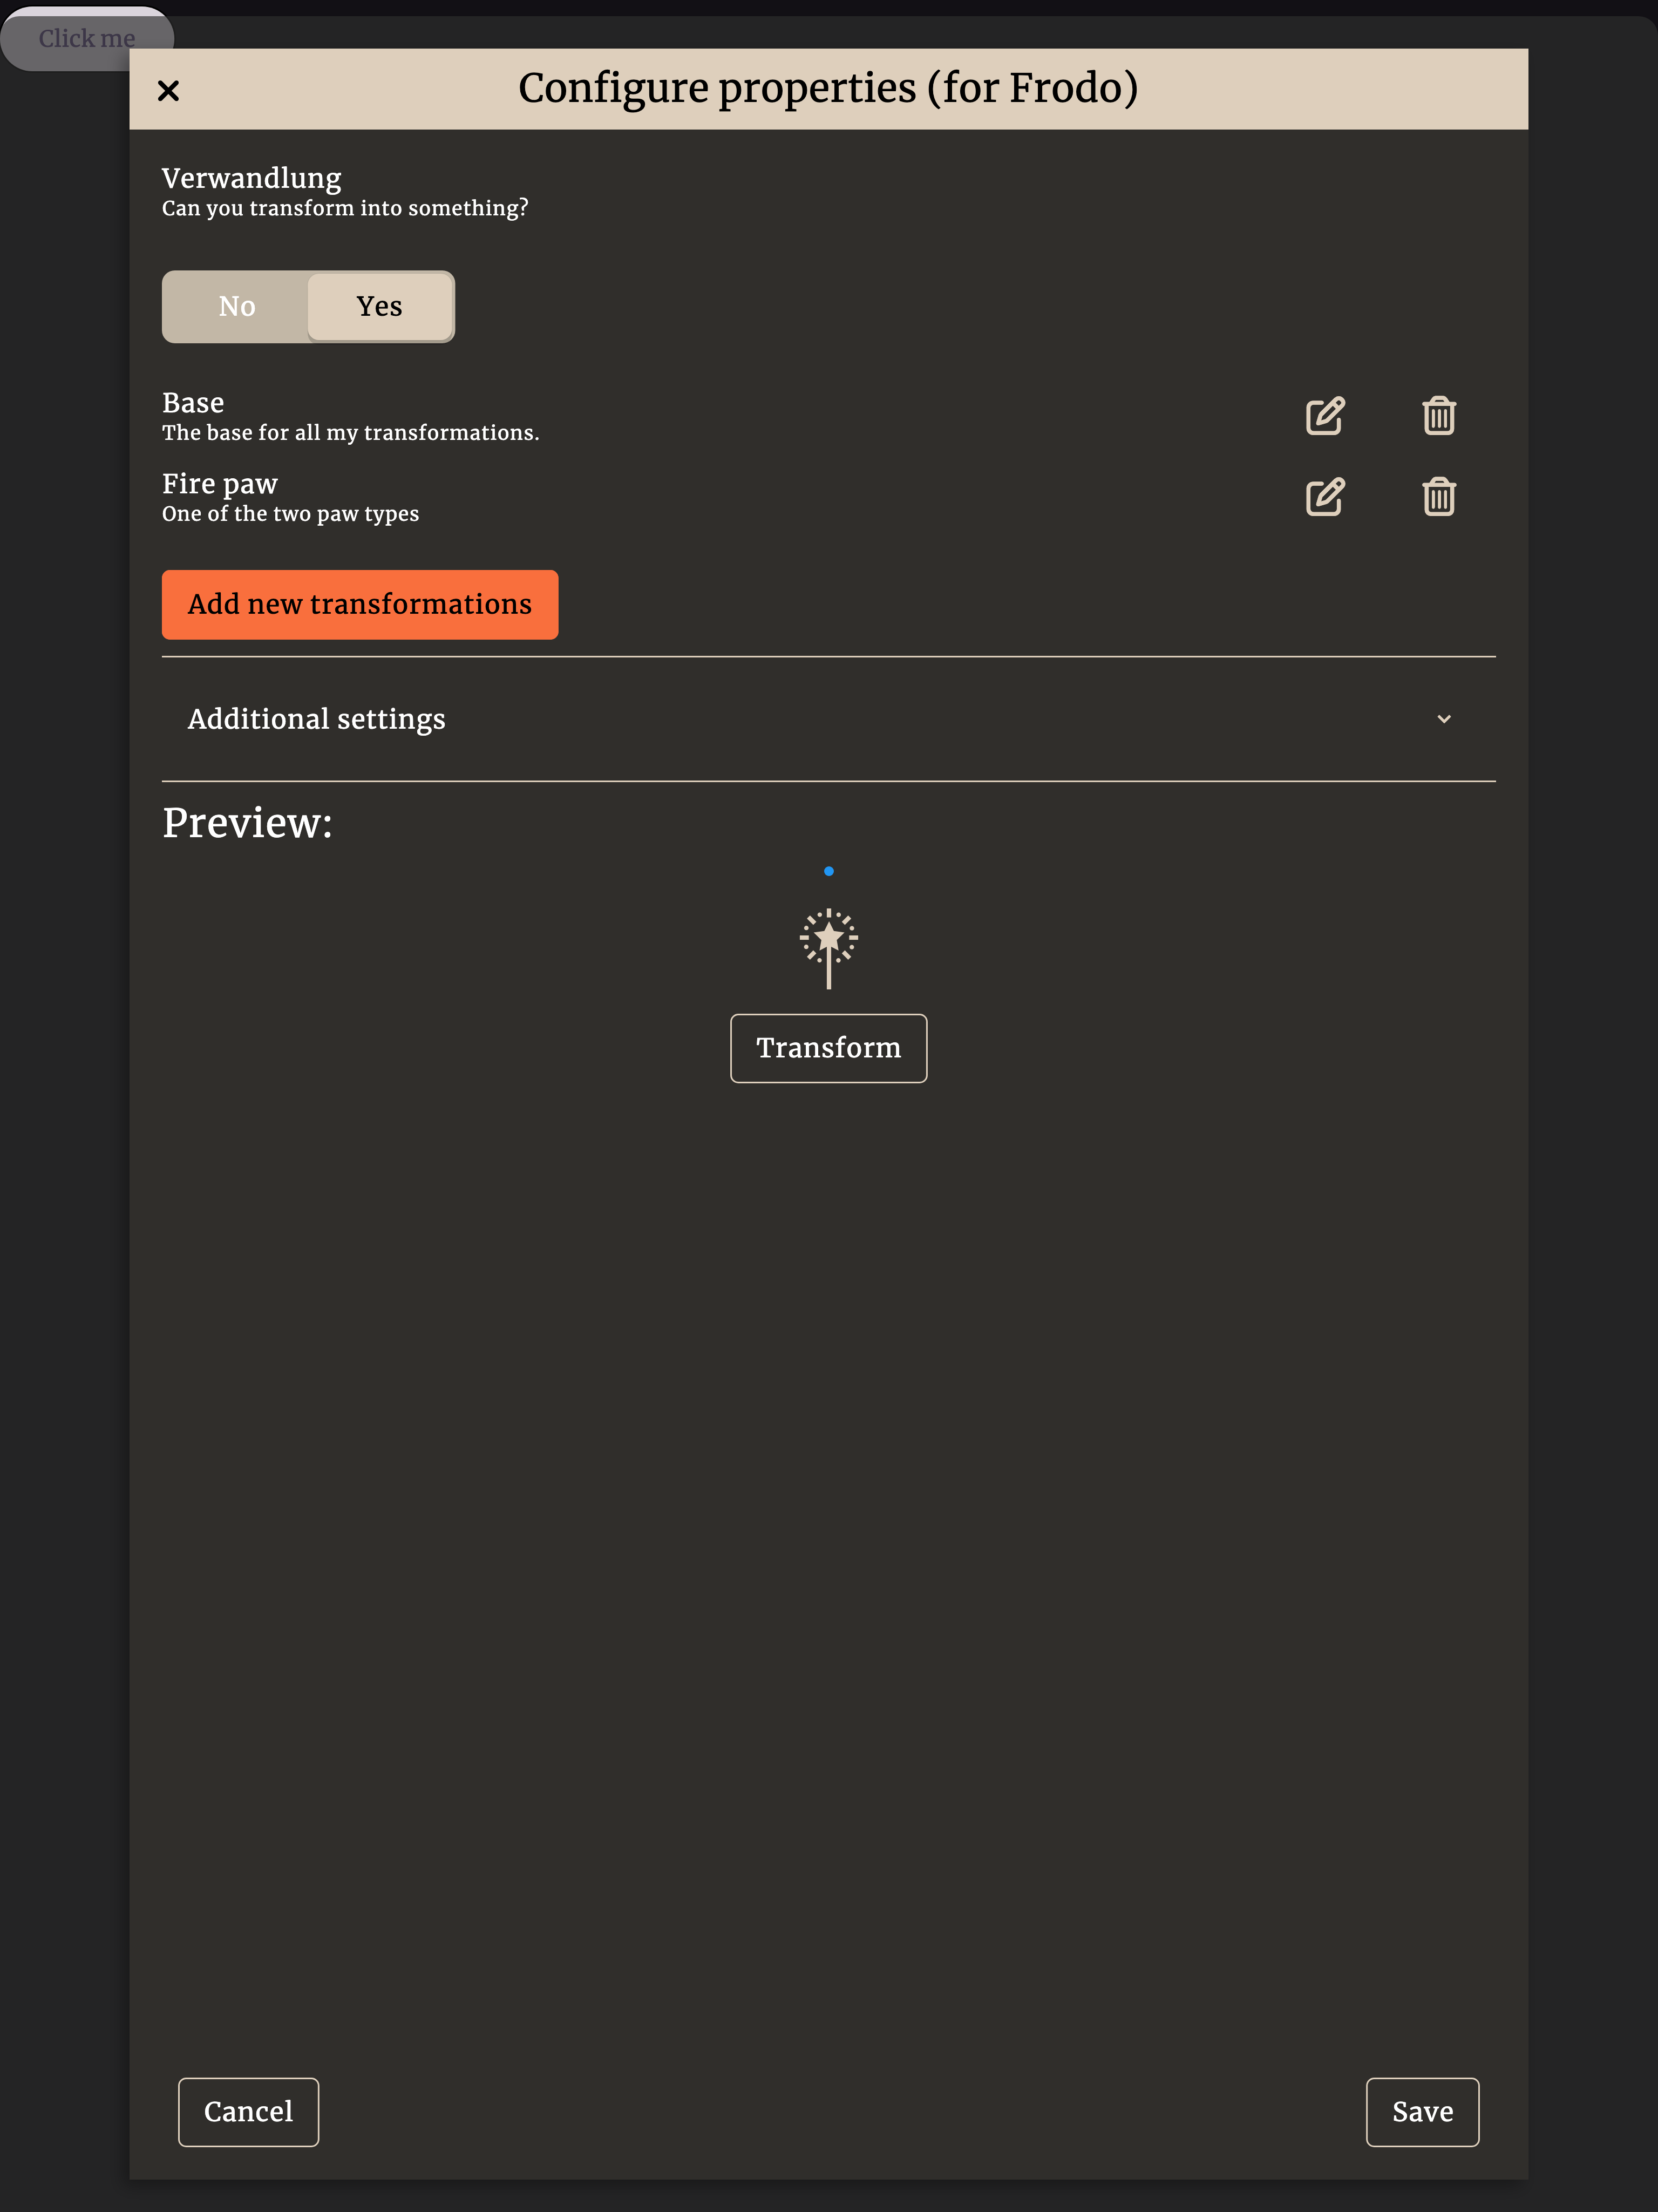 Click me
Configure properties (for Frodo)
Verwandlung
Can you transform into something?
No
Yes
Base
The base for all my transformations.
Fire paw
One of the two paw types
Add new transformations
Additional settings
Preview:
Transform
Cancel
Save